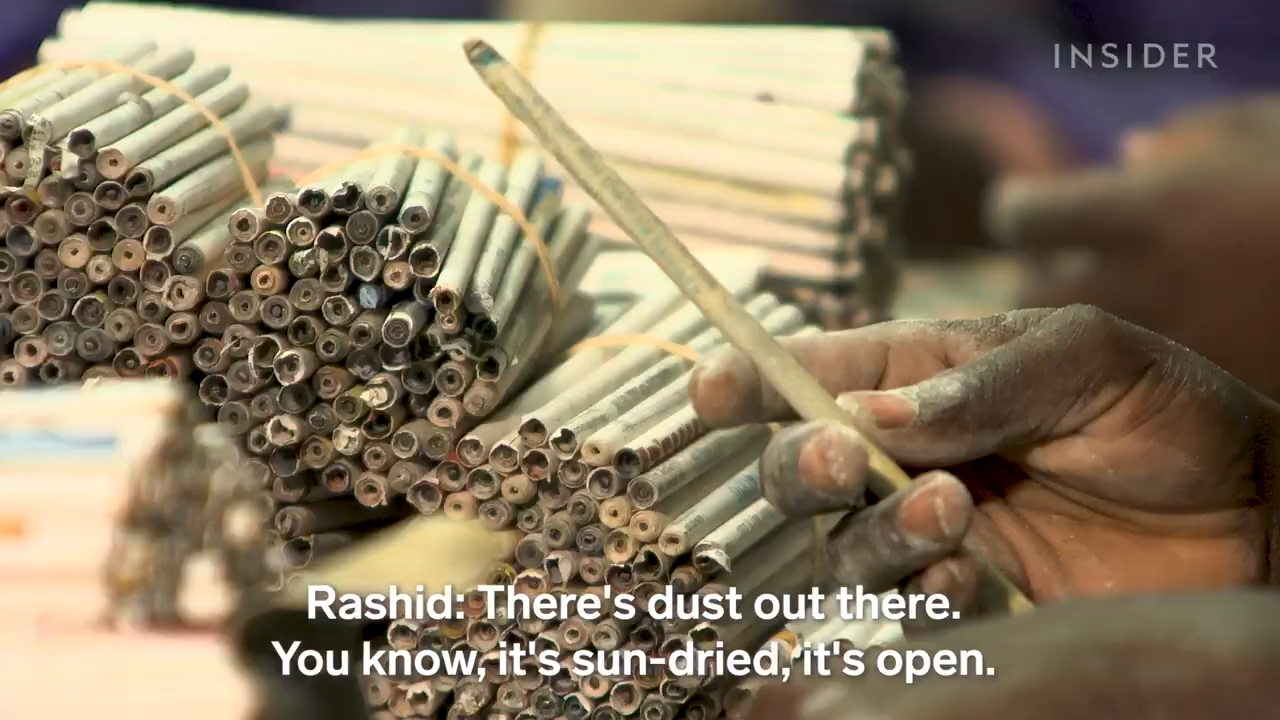 INSIDER
Rashid: There's dust out there.
You know, it's sun-dried, it's open.